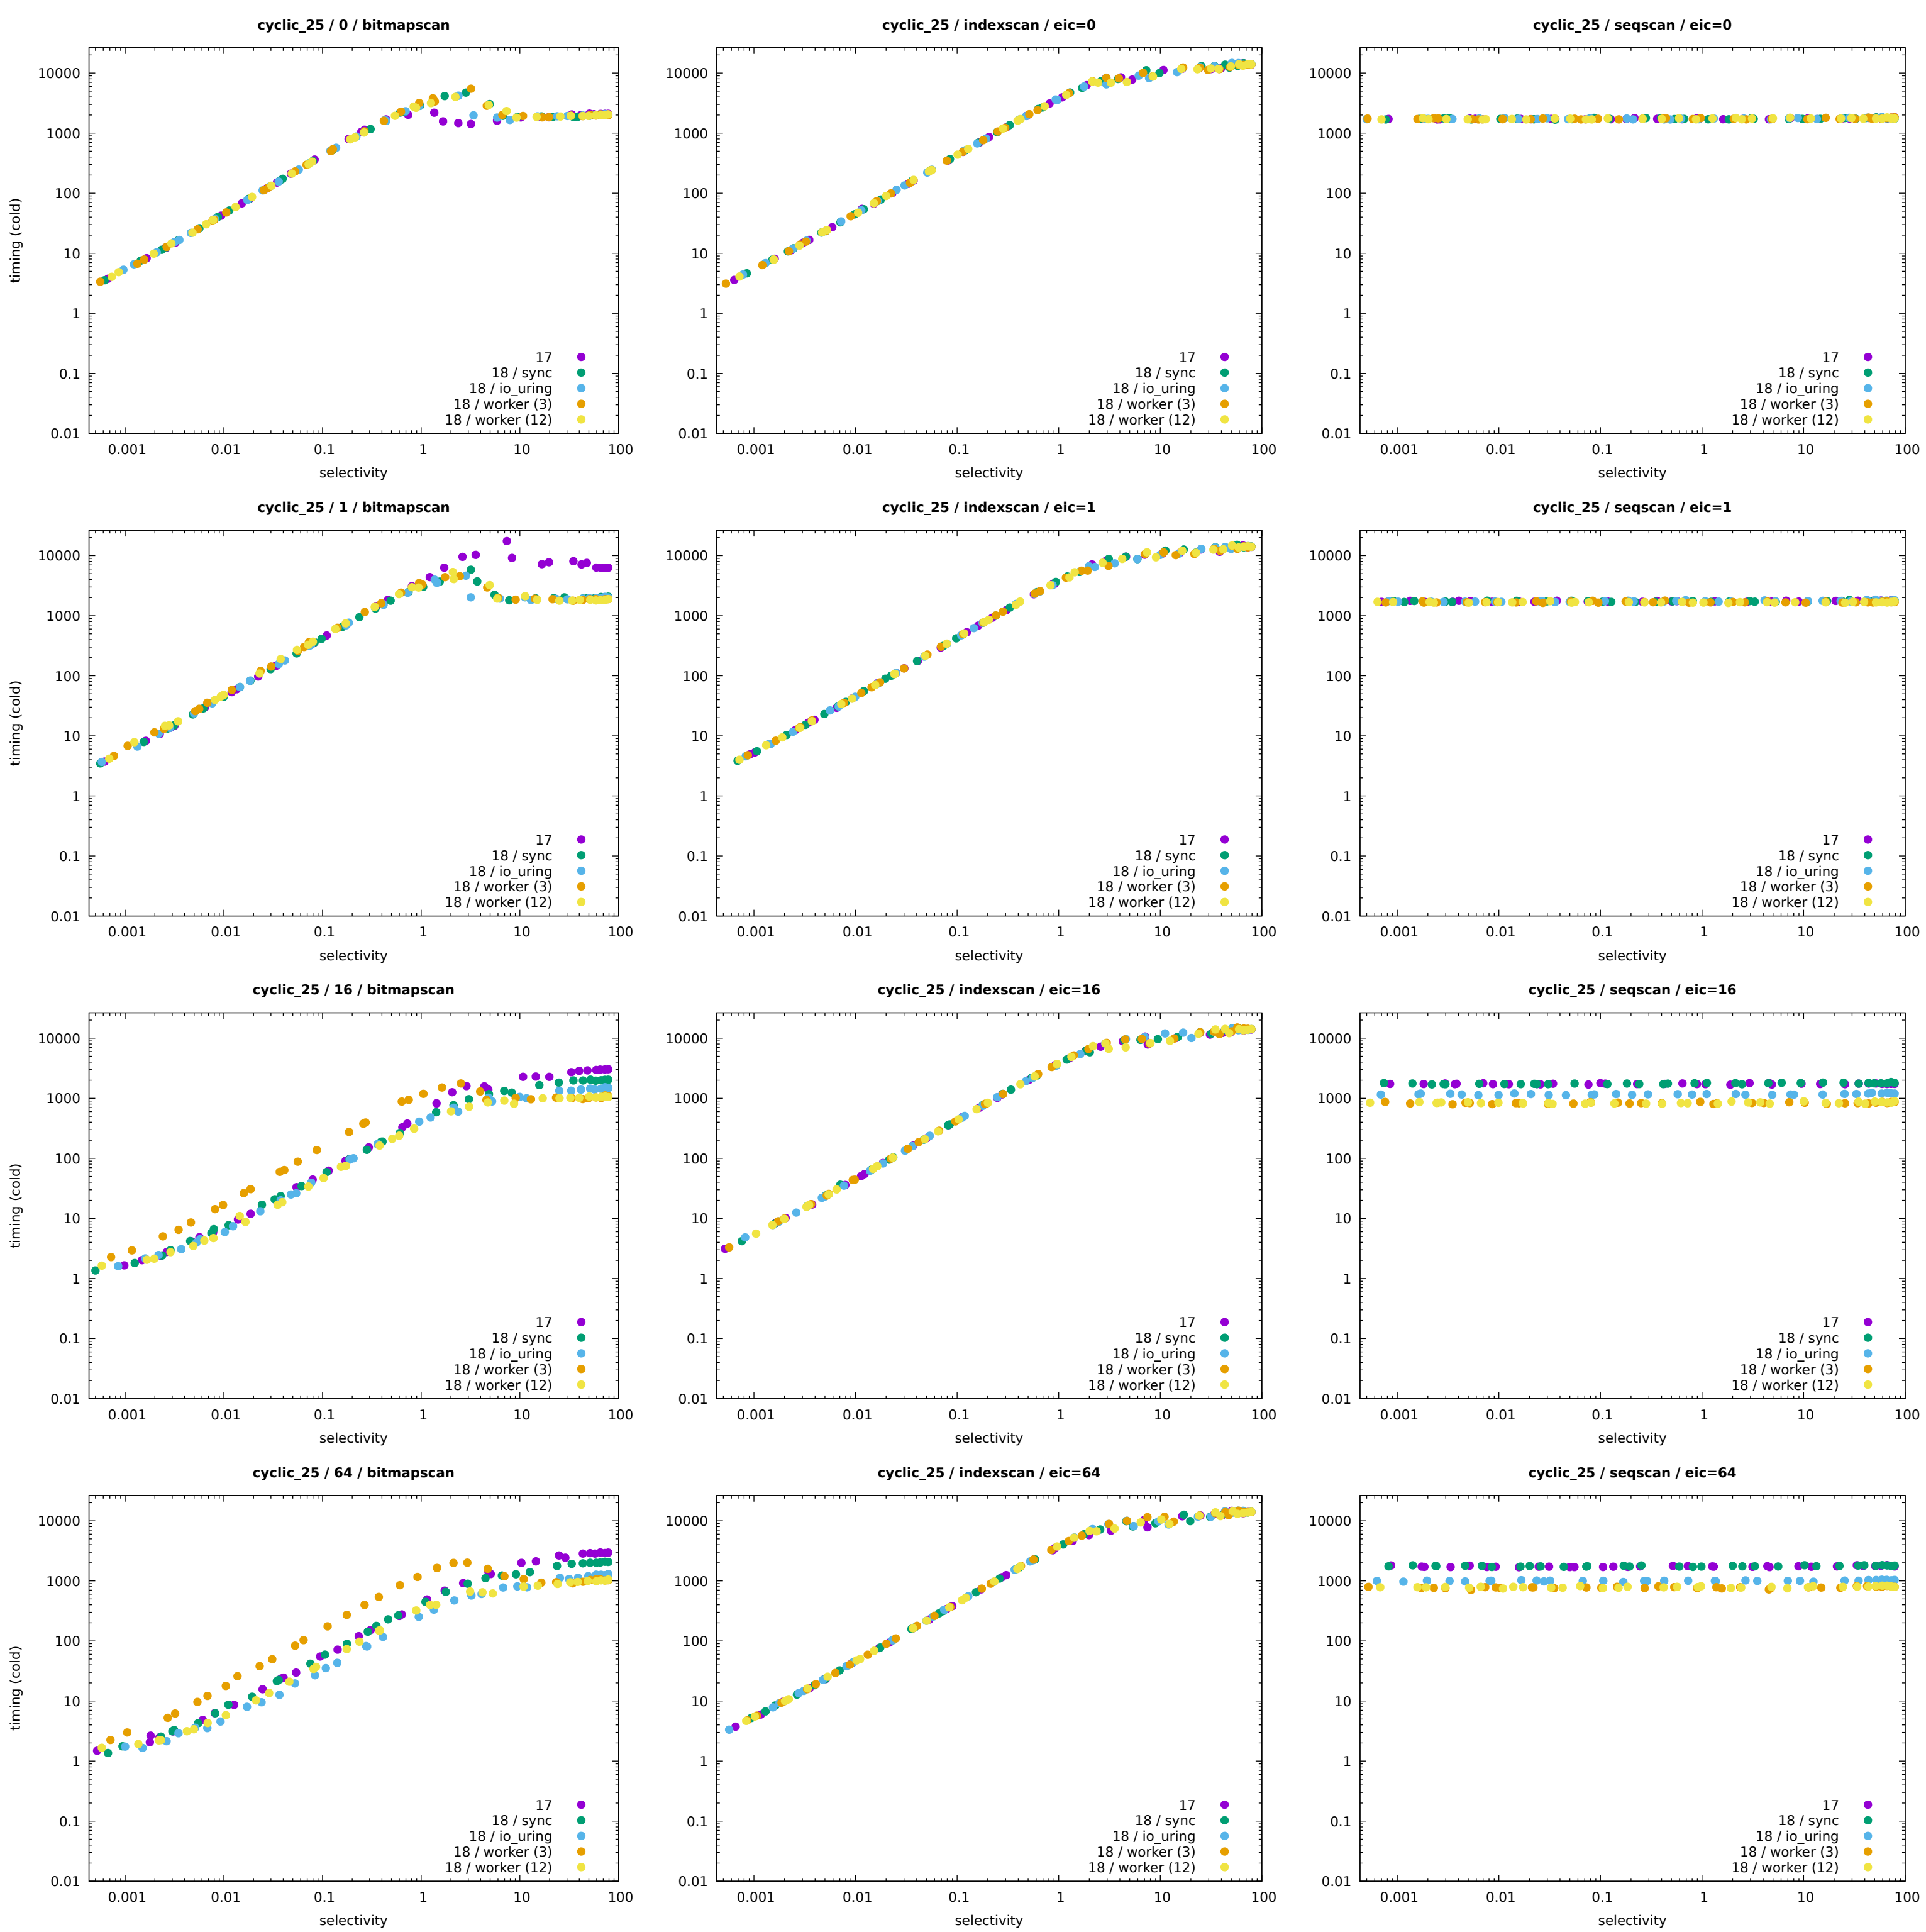 cyclic_25 / 0 / bitmapscan
timing (cold)
10000
1000
100
10
1
0.1
0.01
17
18 / sync
18 / io_uring
18 / worker (3)
18 / worker (12)
0.001 0.01 0.1 1 10 100
selectivity
cyclic_25 / indexscan / eic=0
10000
1000
100
10
1
0.1
0.01
17
18 / sync
18 / io_uring
18 / worker (3)
18 / worker (12)
0.001 0.01 0.1 1 10 100
selectivity
cyclic_25 / seqscan / eic=0
10000
1000
100
10
1
0.1
0.01
17
18 / sync
18 / io_uring
18 / worker (3)
18 / worker (12)
0.001 0.01 0.1 1 10 100
selectivity
cyclic_25 / 1 / bitmapscan
timing (cold)
10000
1000
100
10
1
0.1
0.01
17
18 / sync
18 / io_uring
18 / worker (3)
18 / worker (12)
0.001 0.01 0.1 1 10 100
selectivity
cyclic_25 / indexscan / eic=1
10000
1000
100
10
1
0.1
0.01
17
18 / sync
18 / io_uring
18 / worker (3)
18 / worker (12)
0.001 0.01 0.1 1 10 100
selectivity
cyclic_25 / seqscan / eic=1
10000
1000
100
10
1
0.1
0.01
17
18 / sync
18 / io_uring
18 / worker (3)
18 / worker (12)
0.001 0.01 0.1 1 10 100
selectivity
cyclic_25 / 16 / bitmapscan
timing (cold)
10000
1000
100
10
1
0.1
0.01
17
18 / sync
18 / io_uring
18 / worker (3)
18 / worker (12)
0.001 0.01 0.1 1 10 100
selectivity
cyclic_25 / indexscan / eic=16
10000
1000
100
10
1
0.1
0.01
17
18 / sync
18 / io_uring
18 / worker (3)
18 / worker (12)
0.001 0.01 0.1 1 10 100
selectivity
cyclic_25 / seqscan / eic=16
10000
1000
100
10
1
0.1
0.01
17
18 / sync
18 / io_uring
18 / worker (3)
18 / worker (12)
0.001 0.01 0.1 1 10 100
selectivity
cyclic_25 / 64 / bitmapscan
timing (cold)
10000
1000
100
10
1
0.1
0.01
17
18 / sync
18 / io_uring
18 / worker (3)
18 / worker (12)
0.001 0.01 0.1 1 10 100
selectivity
cyclic_25 / indexscan / eic=64
10000
1000
100
10
1
0.1
0.01
17
18 / sync
18 / io_uring
18 / worker (3)
18 / worker (12)
0.001 0.01 0.1 1 10 100
selectivity
cyclic_25 / seqscan / eic=64
10000
1000
100
10
1
0.1
0.01
17
18 / sync
18 / io_uring
18 / worker (3)
18 / worker (12)
0.001 0.01 0.1 1 10 100
selectivity